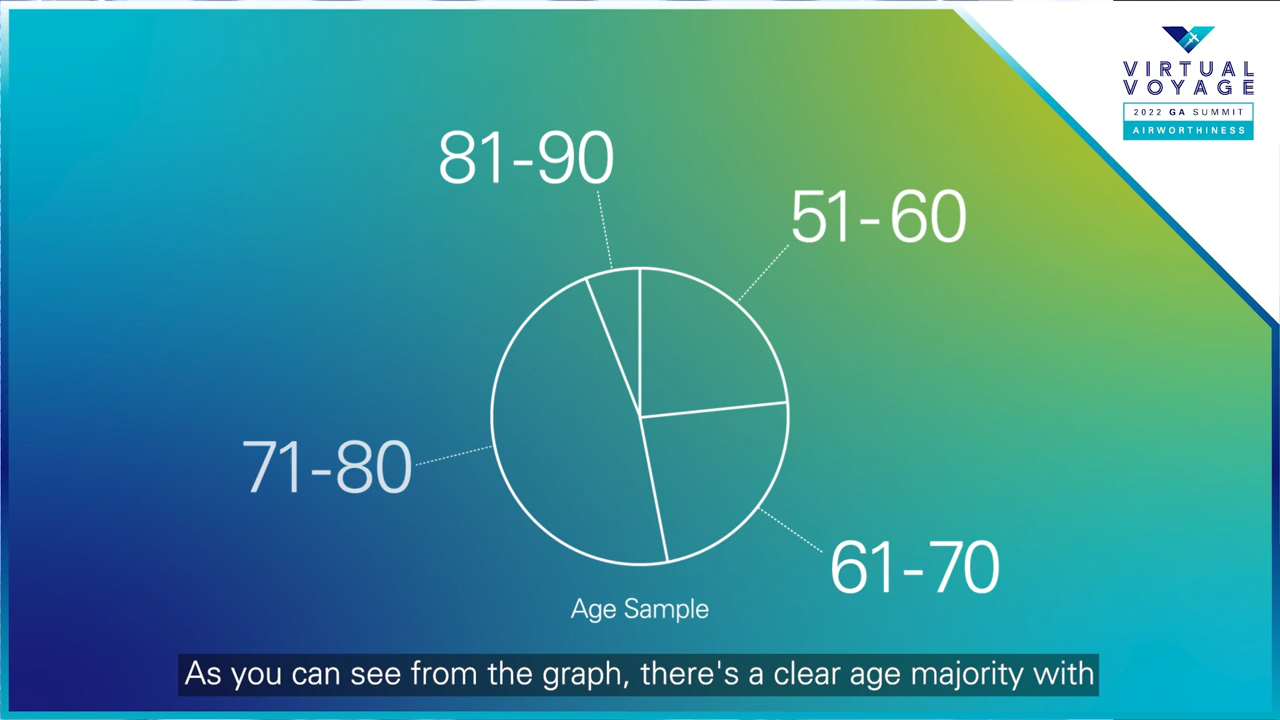 VIRTUAL
VOYAGE
2022 GA SUMMIT
AIRWORTHINESS
81-90
51-60
71-80
61-70
Age Sample
As you can see from the graph, there's a clear age majority with